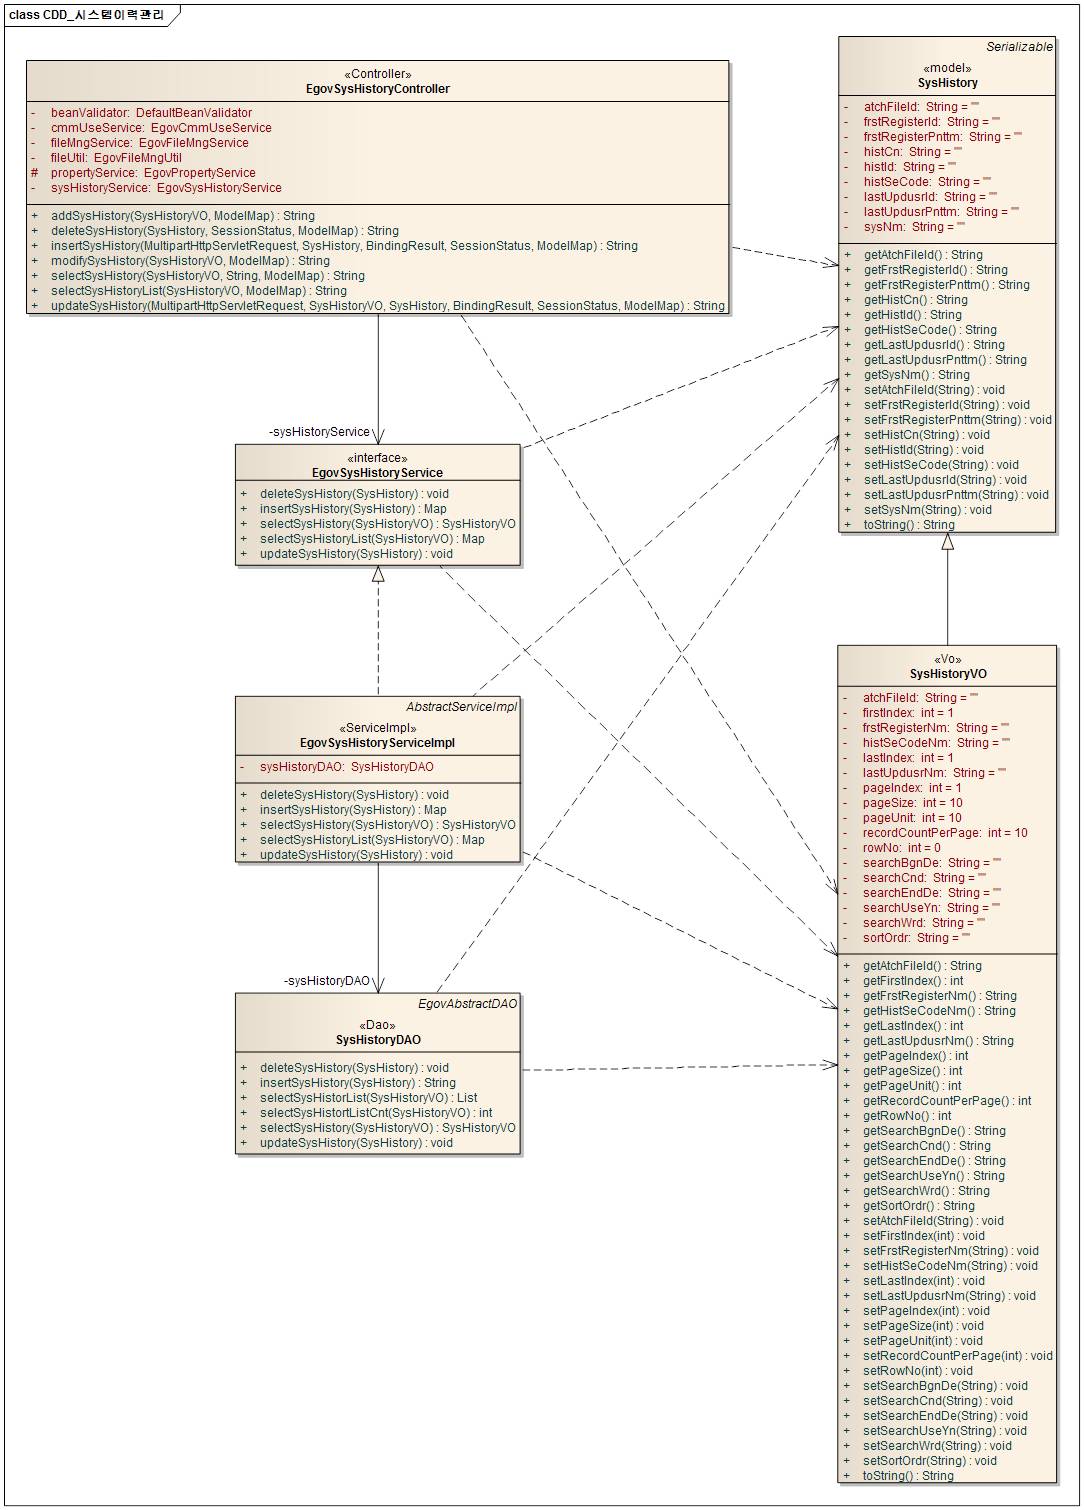 class CDD_시스템이력관리
«Controller»
EgovSysHistoryController
- beanValidator: DefaultBeanValidator
- cmmUseService: EgovCmmUseService
- fileMngService: EgovFileMngService
- fileUtil: EgovFileMngUtil
# propertyService: EgovPropertyService
- sysHistoryService: EgovSysHistoryService
+ addSysHistory(SysHistoryVO, ModelMap) : String
+ deleteSysHistory(SysHistory, SessionStatus, ModelMap) : String
+ insertSysHistory(MultipartHttpServletRequest, SysHistory, BindingResult, SessionStatus, ModelMap) : String
+ modifySysHistory(SysHistoryVO, ModelMap) : String
+ selectSysHistory(SysHistoryVO, String, ModelMap) : String
+ selectSysHistoryList(SysHistoryVO, ModelMap) : String
+ updateSysHistory(MultipartHttpServletRequest, SysHistoryVO, SysHistory, BindingResult, SessionStatus, ModelMap) : String
Serializable
«model»
SysHistory
- atchFileId: String = ""
- frstRegisterId: String = ""
- frstRegisterPnttm: String = ""
- histCn: String = ""
- histId: String = ""
- histSeCode: String = ""
- lastUpdusrId: String = ""
- lastUpdusrPnttm: String = ""
- sysNm: String = ""
+ getAtchFileId() : String
+ getFrstRegisterId() : String
+ getFrstRegisterPnttm() : String
+ getHistCn() : String
+ getHistId() : String
+ getHistSeCode() : String
+ getLastUpdusrId() : String
+ getLastUpdusrPnttm() : String
+ getSysNm() : String
+ setAtchFileId(String) : void
+ setFrstRegisterId(String) : void
+ setFrstRegisterPnttm(String) : void
+ setHistCn(String) : void
+ setHistId(String) : void
+ setHistSeCode(String) : void
+ setLastUpdusrId(String) : void
+ setLastUpdusrPnttm(String) : void
+ setSysNm(String) : void
+ toString() : String
-sysHistoryService
«interface»
EgovSysHistoryService
+ deleteSysHistory(SysHistory) : void
+ insertSysHistory(SysHistory) : Map
+ selectSysHistory(SysHistoryVO) : SysHistoryVO
+ selectSysHistoryList(SysHistoryVO) : Map
+ updateSysHistory(SysHistory) : void
AbstractServiceImpl
«ServiceImpl»
EgovSysHistoryServiceImpl
- sysHistoryDAO: SysHistoryDAO
+ deleteSysHistory(SysHistory) : void
+ insertSysHistory(SysHistory) : Map
+ selectSysHistory(SysHistoryVO) : SysHistoryVO
+ selectSysHistoryList(SysHistoryVO) : Map
+ updateSysHistory(SysHistory) : void
-sysHistoryDAO
EgovAbstractDAO
«Dao»
SysHistoryDAO
+ deleteSysHistory(SysHistory) : void
+ insertSysHistory(SysHistory) : String
+ selectSysHistorList(SysHistoryVO) : List
+ selectSysHistortListCnt(SysHistoryVO) : int
+ selectSysHistory(SysHistoryVO) : SysHistoryVO
+ updateSysHistory(SysHistory) : void
«Vo»
SysHistoryVO
- atchFileId: String = ""
- firstIndex: int = 1
- frstRegisterNm: String = ""
- histSeCodeNm: String = ""
- lastIndex: int = 1
- lastUpdusrNm: String = ""
- pageIndex: int = 1
- pageSize: int = 10
- pageUnit: int = 10
- recordCountPerPage: int = 10
- rowNo: int = 0
- searchBgnDe: String = ""
- searchCnd: String = ""
- searchEndDe: String = ""
- searchUseYn: String = ""
- searchWrd: String = ""
- sortOrdr: String = ""
+ getAtchFileId() : String
+ getFirstIndex() : int
+ getFrstRegisterNm() : String
+ getHistSeCodeNm() : String
+ getLastIndex() : int
+ getLastUpdusrNm() : String
+ getPageIndex() : int
+ getPageSize() : int
+ getPageUnit() : int
+ getRecordCountPerPage() : int
+ getRowNo() : int
+ getSearchBgnDe() : String
+ getSearchCnd() : String
+ getSearchEndDe() : String
+ getSearchUseYn() : String
+ getSearchWrd() : String
+ getSortOrdr() : String
+ setAtchFileId(String) : void
+ setFirstIndex(int) : void
+ setFrstRegisterNm(String) : void
+ setHistSeCodeNm(String) : void
+ setLastIndex(int) : void
+ setLastUpdusrNm(String) : void
+ setPageIndex(int) : void
+ setPageSize(int) : void
+ setPageUnit(int) : void
+ setRecordCountPerPage(int) : void
+ setRowNo(int) : void
+ setSearchBgnDe(String) : void
+ setSearchCnd(String) : void
+ setSearchEndDe(String) : void
+ setSearchUseYn(String) : void
+ setSearchWrd(String) : void
+ setSortOrdr(String) : void
+ toString() : String